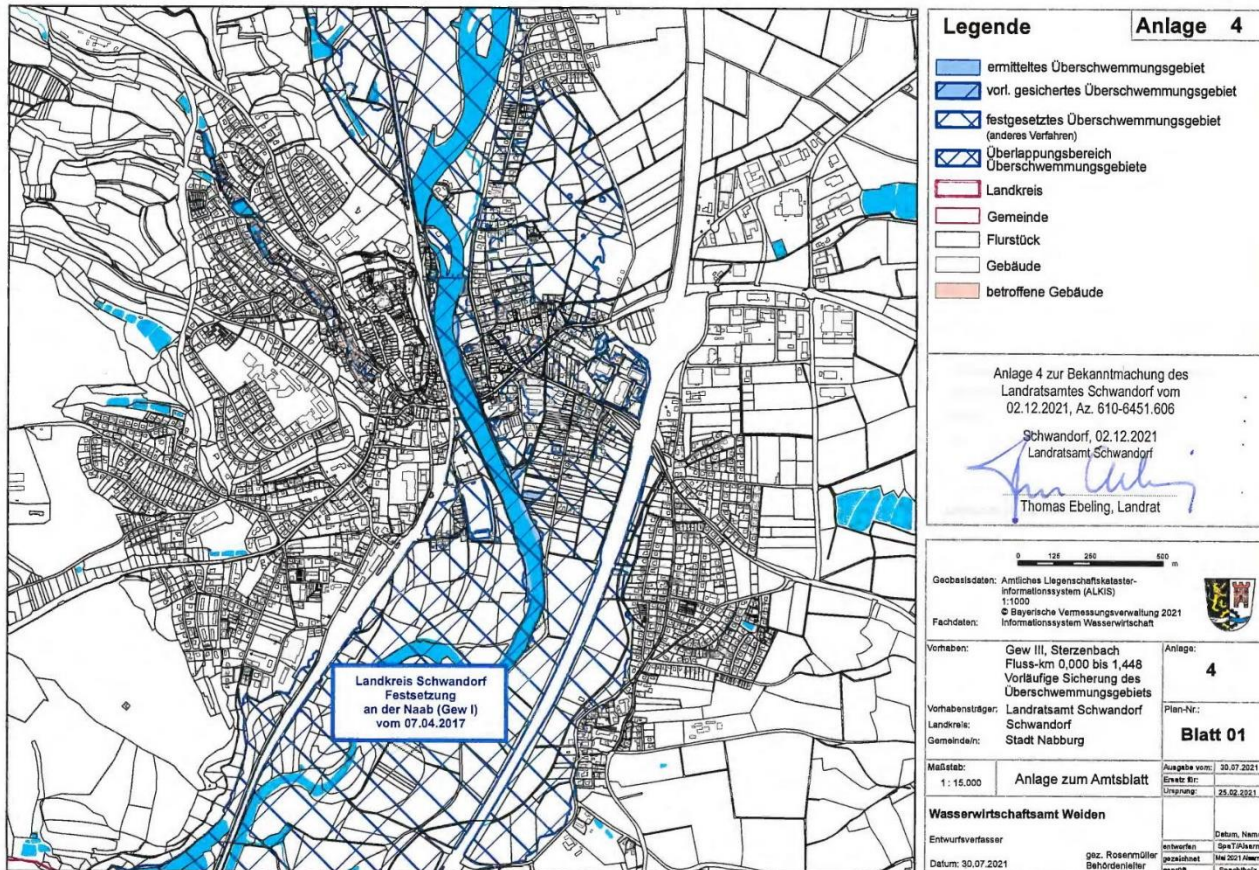 Legende
Anlage 4
ermitteltes Überschwemmungsgebiet
vorl. gesichertes Überschwemmungsgebiet
festgesetztes Überschwemmungsgebiet
(anderes Verfahren)
Überlappungsbereich
Überschwemmungsgebiete
Landkreis
Gemeinde
Flurstück
Gebäude
betroffene Gebäude
Anlage 4 zur Bekanntmachung des
Landratsamtes Schwandorf vom
02.12.2021, Az. 610-6451.606
Schwandorf, 02.12.2021
Landratsamt Schwandorf
Thomas Ebeling, Landrat
0 125 250 500
m
Geobasisdaten: Amtliches Liegenschaftskataster-
informationssystem (ALKIS)
1:1000
© Bayerische Vermessungsverwaltung 2021
Fachdaten: Informationssystem Wasserwirtschaft
Vorhaben: Gew III, Sterzenbach
Fluss-km 0,000 bis 1,448
Vorläufige Sicherung des
Überschwemmungsgebiets
Anlage:
4
Vorhabensträger: Landratsamt Schwandorf
Landkreis: Schwandorf
Gemeinde/n: Stadt Nabburg
Plan-Nr.:
Blatt 01
Maßstab:
1 : 15.000
Anlage zum Amtsblatt
Ausgabe vom: 30.07.2021
Ersatz für:
Ursprung: 25.02.2021
Wasserwirtschaftsamt Weiden
Entwurfsverfasser
Datum: 30.07.2021
gez. Rosenmüller
Behördenleiter
Datum, Name
entworfen
gezeichnet Mai 2021
Landkreis Schwandorf
Festsetzung
an der Naab (Gew I)
vom 07.04.2017